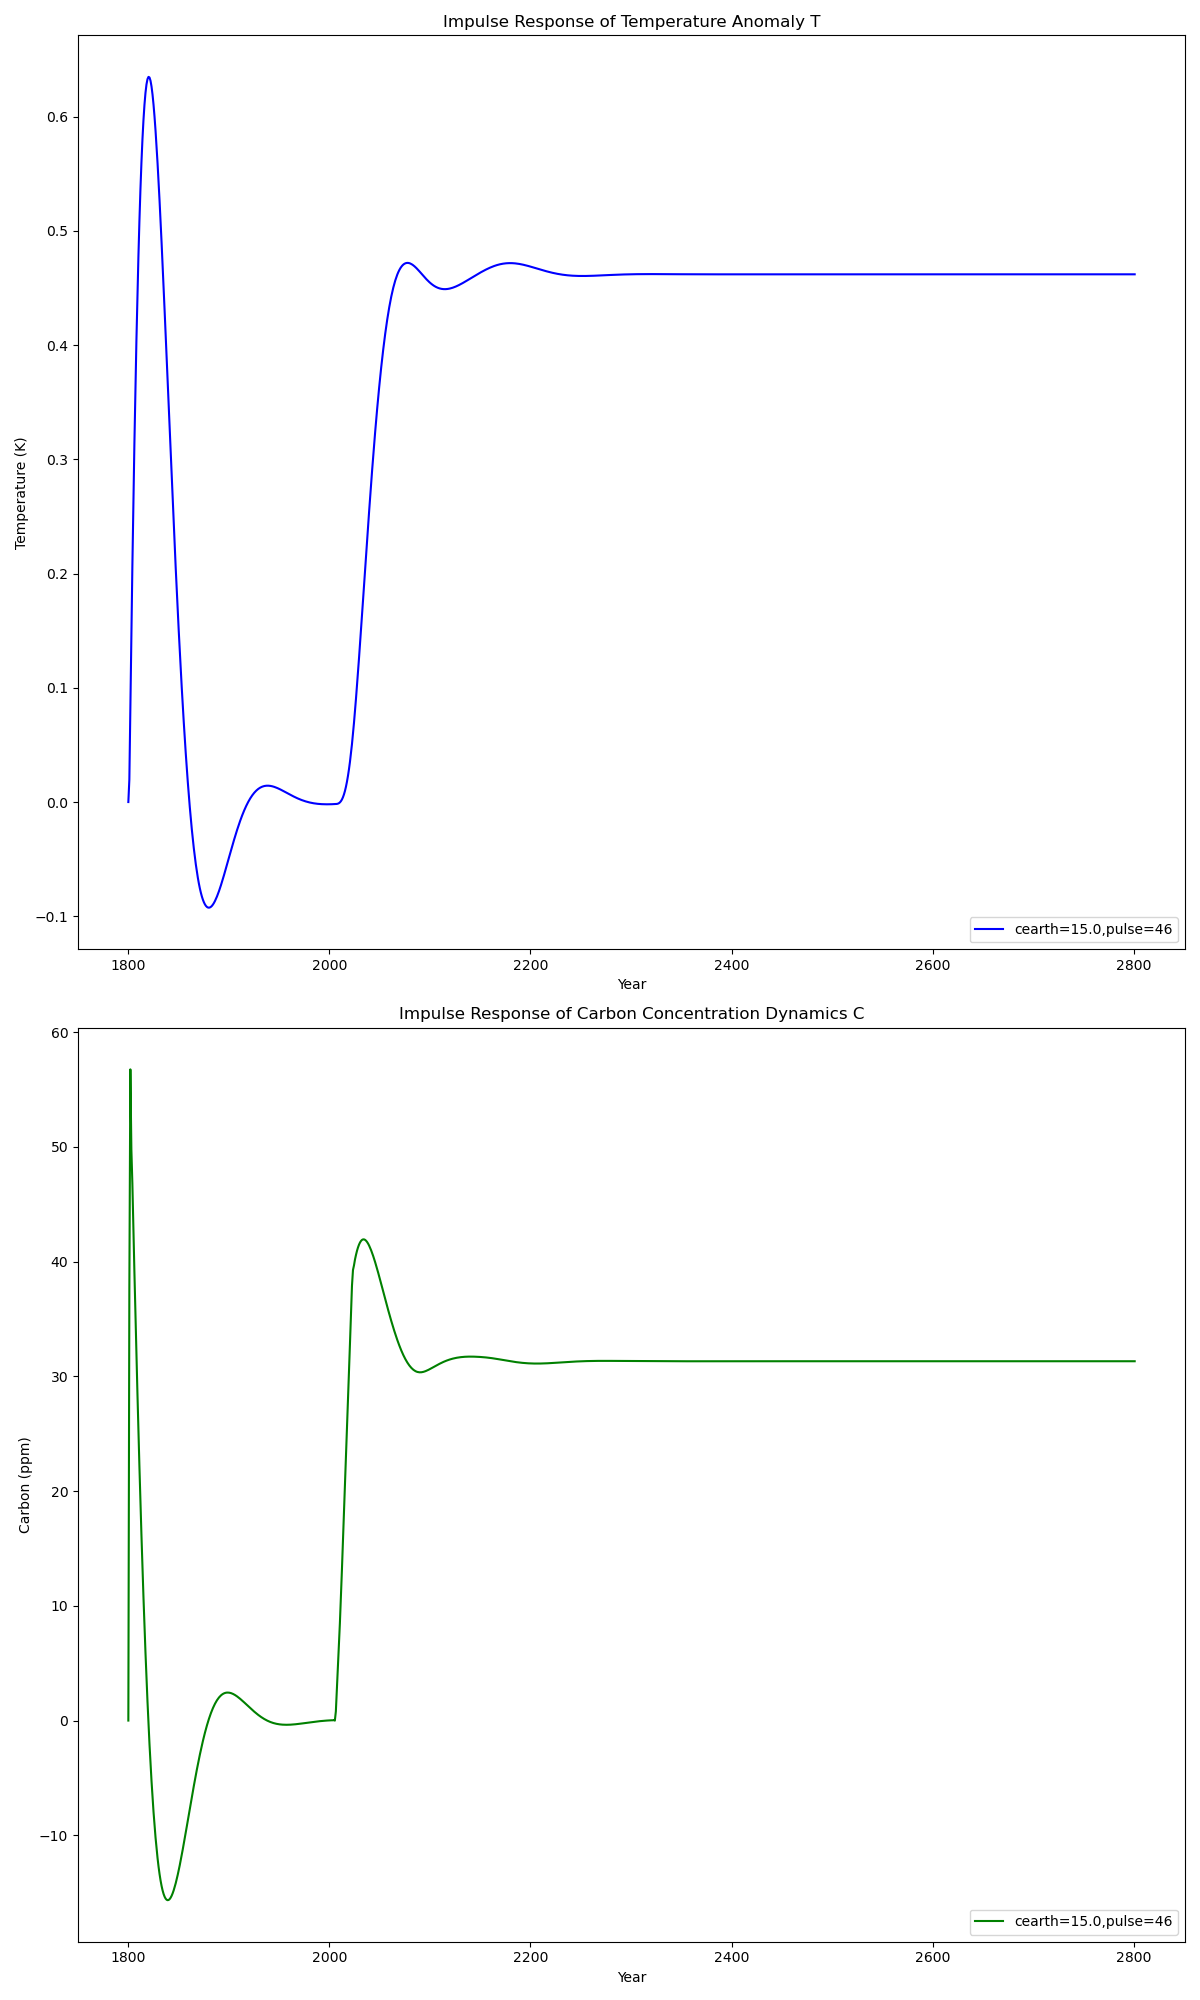 Impulse Response of Temperature Anomaly T
0.6
0.5
0.4
0.3
0.2
0.1
0.0
−0.1
Temperature (K)
cearth=15.0,pulse=46
1800 2000 2200 2400 2600 2800
Year
Impulse Response of Carbon Concentration Dynamics C
60
50
40
30
20
10
0
−10
Carbon (ppm)
cearth=15.0,pulse=46
1800 2000 2200 2400 2600 2800
Year